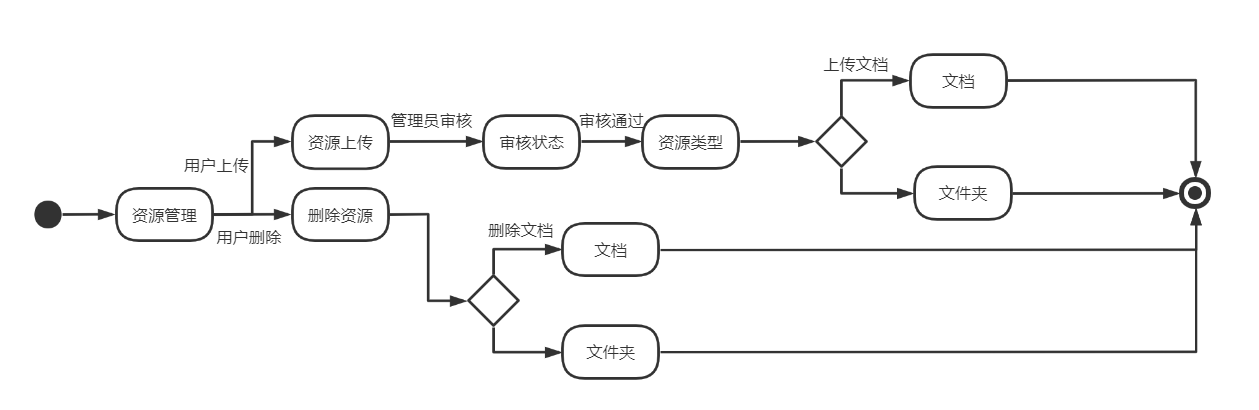 上传文档
文档
管理员审核
审核通过
资源上传
审核状态
资源类型
用户上传
文件夹
资源管理
删除资源
用户删除
删除文档
文档
文件夹